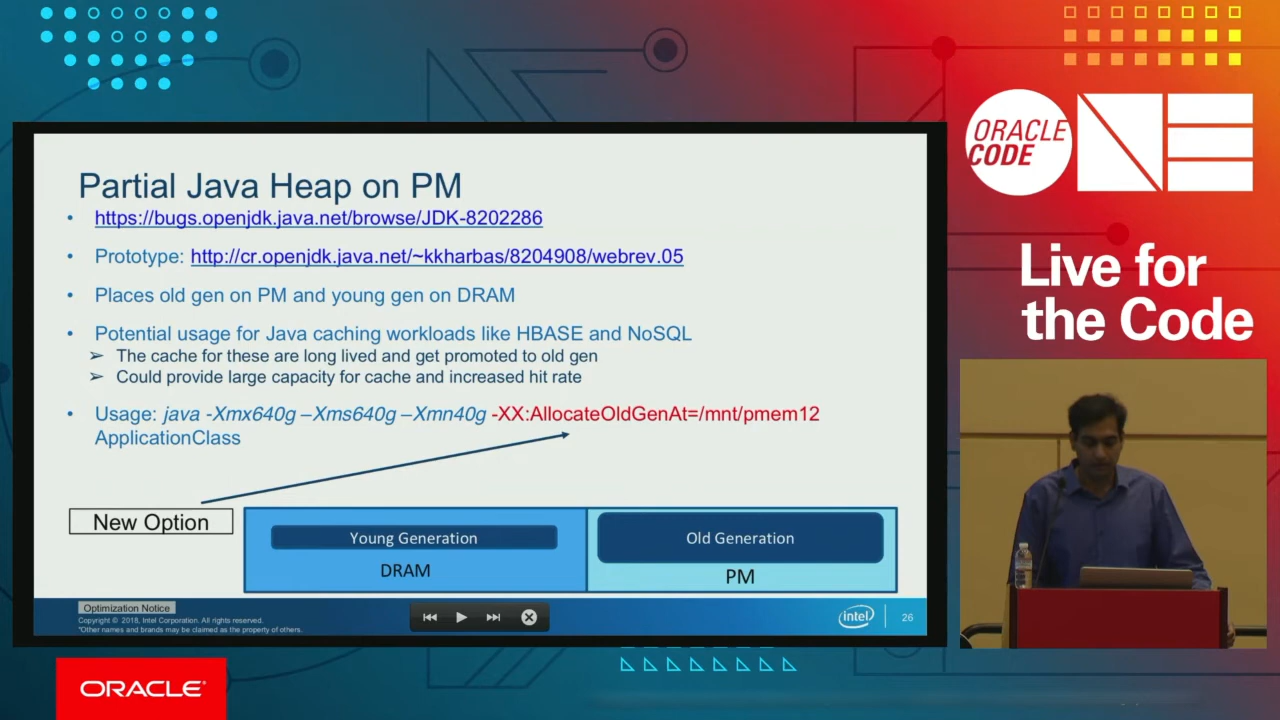 Partial Java Heap on PM
• https://bugs.openjdk.java.net/browse/JDK-8202286
• Prototype: http://cr.openjdk.java.net/~kkharbas/8204908/webrev.05
• Places old gen on PM and young gen on DRAM
• Potential usage for Java caching workloads like HBASE and NoSQL
➢ The cache for these are long lived and get promoted to old gen
➢ Could provide large capacity for cache and increased hit rate
• Usage: java -Xmx640g –Xms640g –Xmn40g -XX:AllocateOldGenAt=/mnt/pmem12
ApplicationClass
New Option
Young Generation
DRAM
Old Generation
PM
Optimization Notice
Copyright © 2018, Intel Corporation. All rights reserved.
*Other names and brands may be claimed as the property of others.
intel
26
ORACLE
CODE
ONE
Live for
the Code
ORACLE®